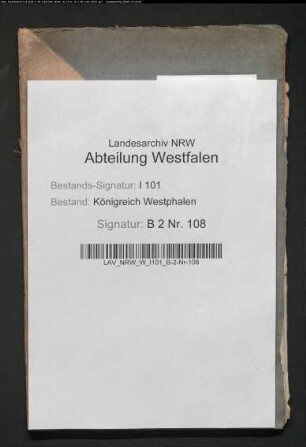 Landesarchiv NRW
Abteilung Westfalen
Bestands-Signatur: I 101
Bestand: Königreich Westphalen
Signatur: B 2 Nr. 108
LAV_NRW_W_I101_B-2-Nr-108